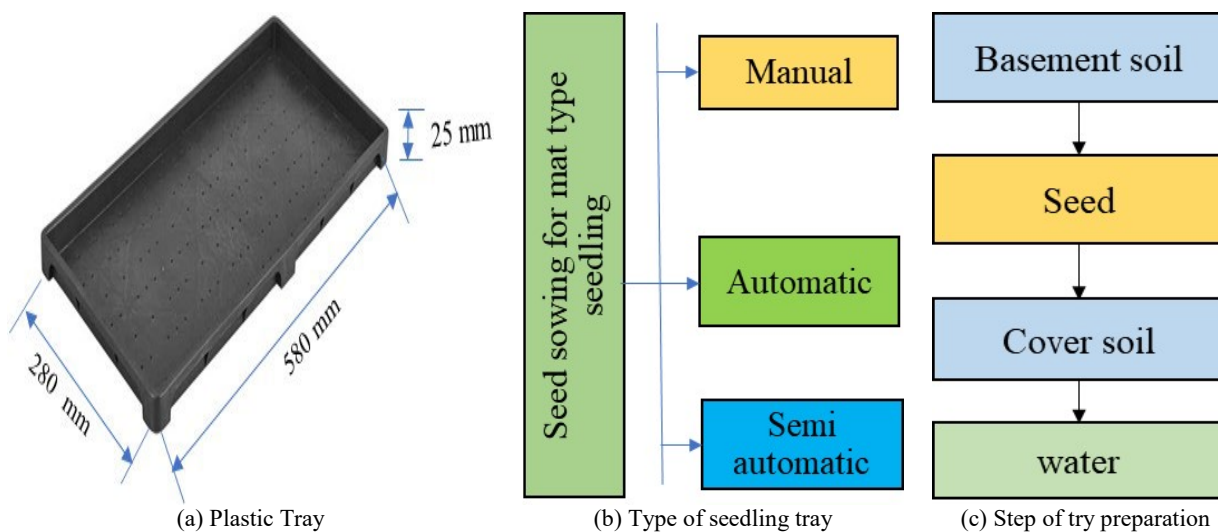 25 mm
580 mm
280 mm
(a) Plastic Tray
Seed sowing for mat type
seedling
Manual
Automatic
Semi
automatic
(b) Type of seedling tray
Basement soil
Seed
Cover soil
water
(c) Step of try preparation